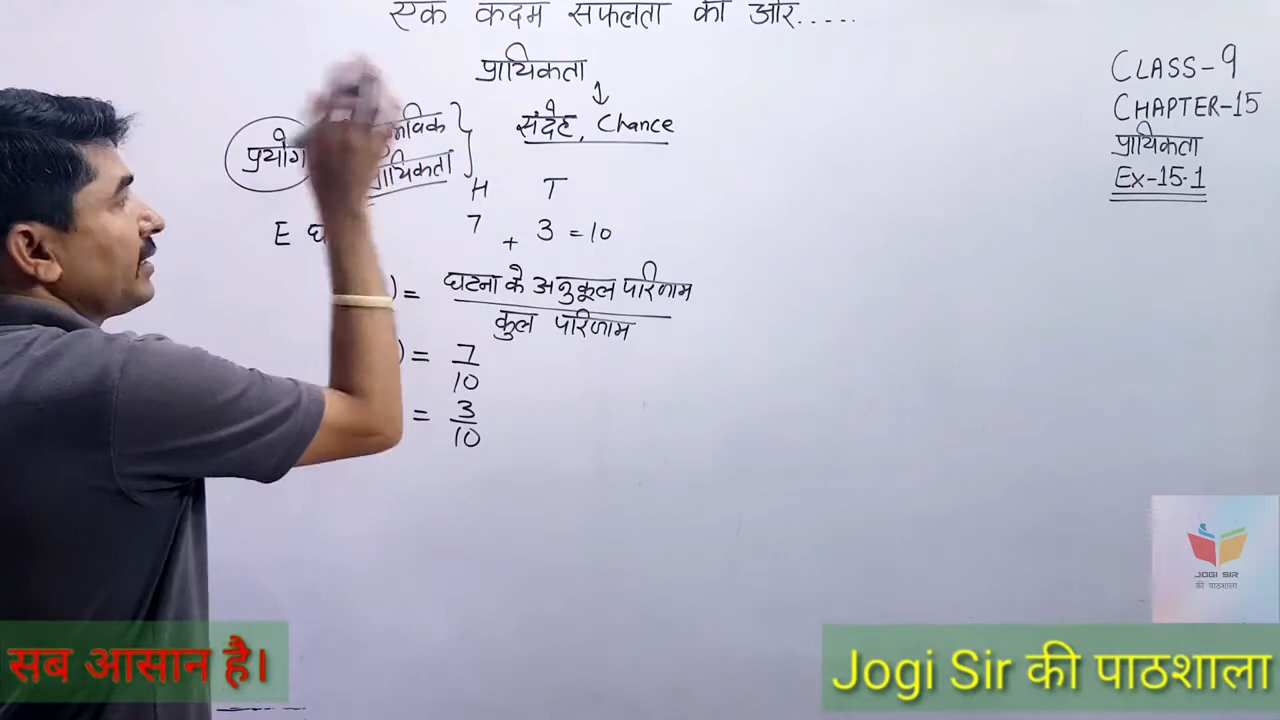 एक कदम सफलता की ओर.....
प्रायिकता
संदेह, Chance
प्रयोग
H T
E
7 + 3 = 10
) = घटना के अनुकूल परिणाम
कुल परिणाम
) = 7
10
= 3
10
CLASS-9
CHAPTER-15
प्रायिकता
Ex-15.1
JOGI SIR
की पाठशाला
सब आसान है।
Jogi Sir की पाठशाला